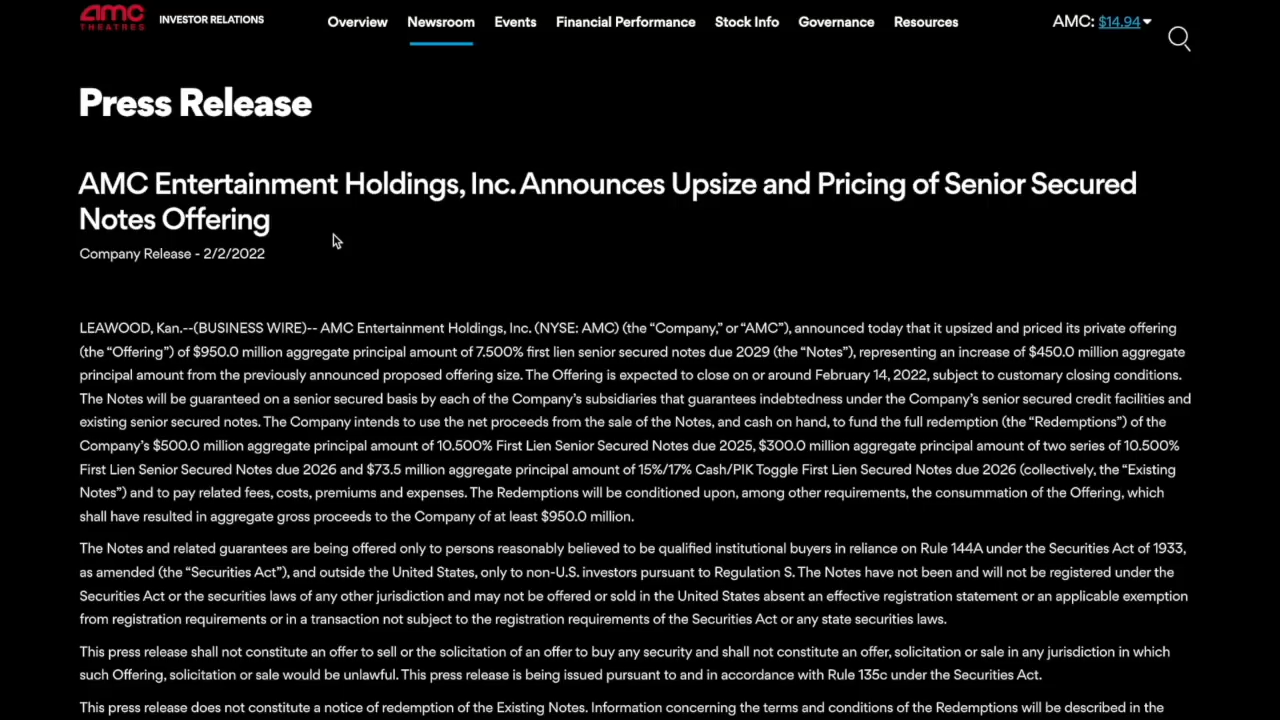 amc THEATRES INVESTOR RELATIONS Overview Newsroom Events Financial Performance Stock Info Governance Resources AMC: $14.94
Press Release
AMC Entertainment Holdings, Inc. Announces Upsize and Pricing of Senior Secured
Notes Offering
Company Release - 2/2/2022
LEAWOOD, Kan.--(BUSINESS WIRE)-- AMC Entertainment Holdings, Inc. (NYSE: AMC) (the “Company,” or “AMC”), announced today that it upsized and priced its private offering
(the “Offering”) of $950.0 million aggregate principal amount of 7.500% first lien senior secured notes due 2029 (the “Notes”), representing an increase of $450.0 million aggregate
principal amount from the previously announced proposed offering size. The Offering is expected to close on or around February 14, 2022, subject to customary closing conditions.
The Notes will be guaranteed on a senior secured basis by each of the Company’s subsidiaries that guarantees indebtedness under the Company’s senior secured credit facilities and
existing senior secured notes. The Company intends to use the net proceeds from the sale of the Notes, and cash on hand, to fund the full redemption (the “Redemptions”) of the
Company’s $500.0 million aggregate principal amount of 10.500% First Lien Senior Secured Notes due 2025, $300.0 million aggregate principal amount of two series of 10.500%
First Lien Senior Secured Notes due 2026 and $73.5 million aggregate principal amount of 15%/17% Cash/PIK Toggle First Lien Secured Notes due 2026 (collectively, the “Existing
Notes”) and to pay related fees, costs, premiums and expenses. The Redemptions will be conditioned upon, among other requirements, the consummation of the Offering, which
shall have resulted in aggregate gross proceeds to the Company of at least $950.0 million.
The Notes and related guarantees are being offered only to persons reasonably believed to be qualified institutional buyers in reliance on Rule 144A under the Securities Act of 1933,
as amended (the “Securities Act”), and outside the United States, only to non-U.S. investors pursuant to Regulation S. The Notes have not been and will not be registered under the
Securities Act or the securities laws of any other jurisdiction and may not be offered or sold in the United States absent an effective registration statement or an applicable exemption
from registration requirements or in a transaction not subject to the registration requirements of the Securities Act or any state securities laws.
This press release shall not constitute an offer to sell or the solicitation of an offer to buy any security and shall not constitute an offer, solicitation or sale in any jurisdiction in which
such Offering, solicitation or sale would be unlawful. This press release is being issued pursuant to and in accordance with Rule 135c under the Securities Act.
This press release does not constitute a notice of redemption of the Existing Notes. Information concerning the terms and conditions of the Redemptions will be described in the